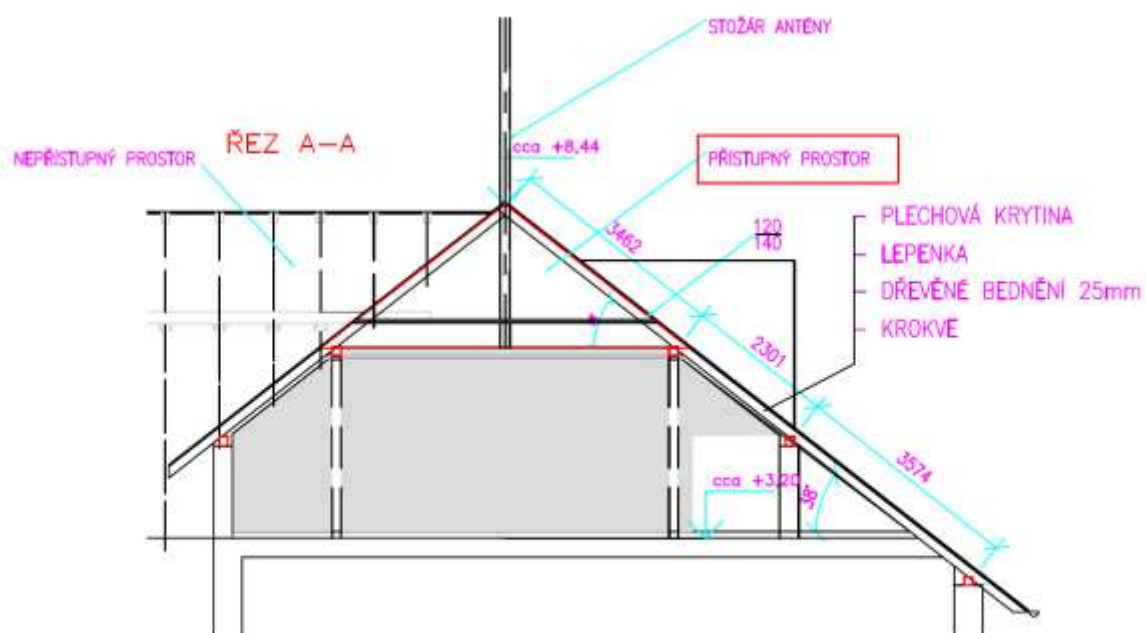 STOŽÁR ANTÉNY
ŘEZ A-A
NEPŘÍSTUPNÝ PROSTOR
cca +8,44
PŘÍSTUPNÝ PROSTOR
3462
120
140
PLECHOVÁ KRYTINA
LEPENKA
DŘEVĚNÉ BEDNĚNÍ 25mm
KROKVE
2301
3574
cca +3,20
38°